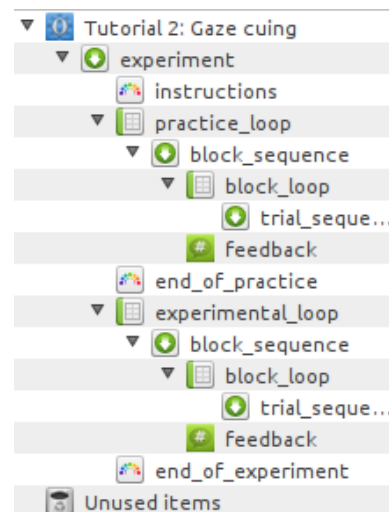 Tutorial 2: Gaze cuing
experiment
instructions
practice_loop
block_sequence
block_loop
trial_seque...
feedback
end_of_practice
experimental_loop
block_sequence
block_loop
trial_seque...
feedback
end_of_experiment
Unused items